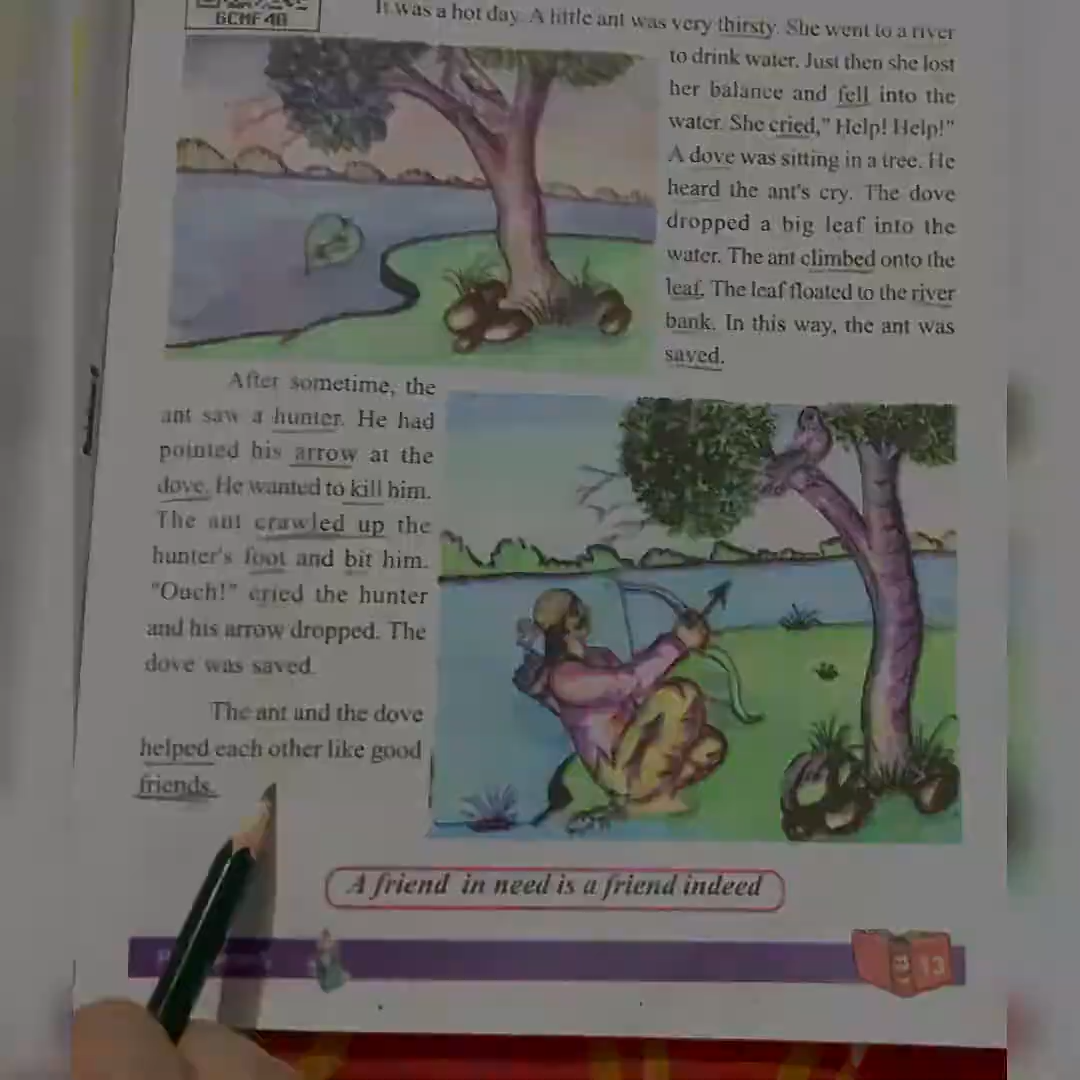 6CMF4B
It was a hot day. A little ant was very thirsty. She went to a river
to drink water. Just then she lost
her balance and fell into the
water. She cried," Help! Help!"
A dove was sitting in a tree. He
heard the ant's cry. The dove
dropped a big leaf into the
water. The ant climbed onto the
leaf. The leaf floated to the river
bank. In this way, the ant was
saved.
After sometime, the
ant saw a hunter. He had
pointed his arrow at the
dove. He wanted to kill him.
The ant crawled up the
hunter's foot and bit him.
"Ouch!" cried the hunter
and his arrow dropped. The
dove was saved.
The ant and the dove
helped each other like good
friends.
A friend in need is a friend indeed
13